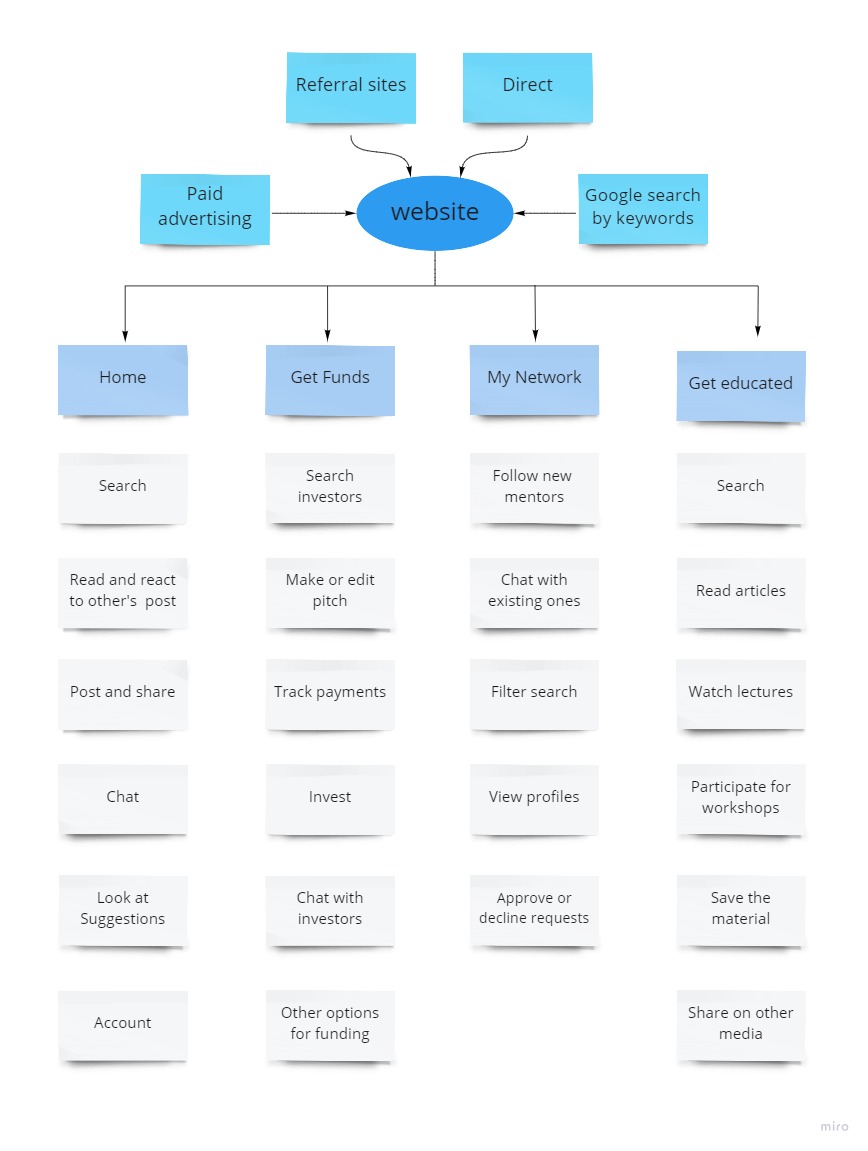 Referral sites
Direct
Paid
advertising
website
Google search
by keywords
Home
Get Funds
My Network
Get educated
Search
Search
investors
Follow new
mentors
Search
Read and react
to other's  post
Make or edit
pitch
Chat with
existing ones
Read articles
Post and share
Track payments
Filter search
Watch lectures
Chat
Invest
View profiles
Participate for
workshops
Look at
Suggestions
Chat with
investors
Approve or
decline requests
Save the
material
Account
Other options
for funding
Share on other
media
miro